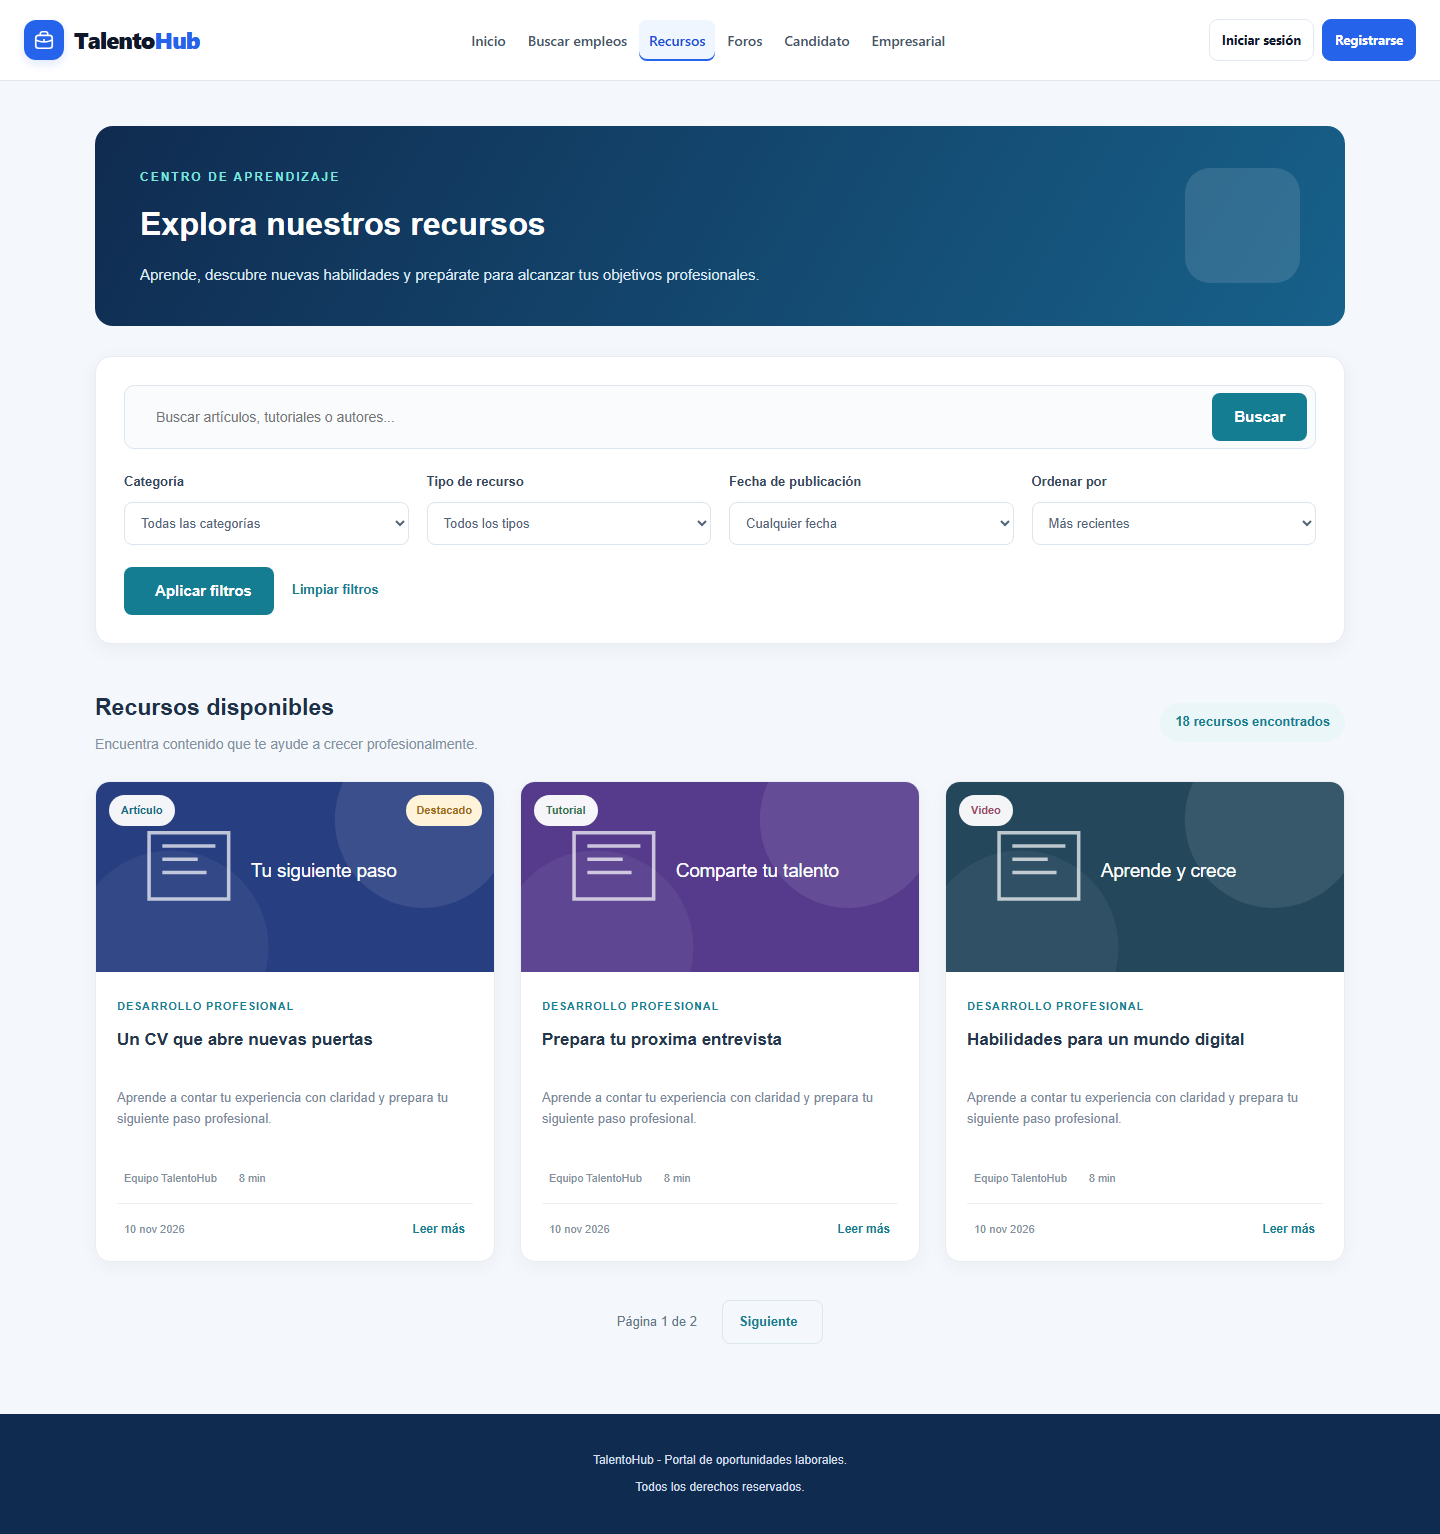 TalentoHub
Inicio
Buscar empleos
Recursos
Foros
Candidato
Empresarial
Iniciar sesión
Registrarse
CENTRO DE APRENDIZAJE
Explora nuestros recursos
Aprende, descubre nuevas habilidades y prepárate para alcanzar tus objetivos profesionales.
Buscar artículos, tutoriales o autores...
Buscar
Categoría
Tipo de recurso
Fecha de publicación
Ordenar por
Todas las categorías
Todos los tipos
Cualquier fecha
Más recientes
Aplicar filtros
Limpiar filtros
Recursos disponibles
Encuentra contenido que te ayude a crecer profesionalmente.
18 recursos encontrados
Artículo
Destacado
Tu siguiente paso
DESARROLLO PROFESIONAL
Un CV que abre nuevas puertas
Aprende a contar tu experiencia con claridad y prepara tu
siguiente paso profesional.
Equipo TalentoHub
8 min
10 nov 2026
Leer más
Tutorial
Comparte tu talento
DESARROLLO PROFESIONAL
Prepara tu proxima entrevista
Aprende a contar tu experiencia con claridad y prepara tu
siguiente paso profesional.
Equipo TalentoHub
8 min
10 nov 2026
Leer más
Video
Aprende y crece
DESARROLLO PROFESIONAL
Habilidades para un mundo digital
Aprende a contar tu experiencia con claridad y prepara tu
siguiente paso profesional.
Equipo TalentoHub
8 min
10 nov 2026
Leer más
Página 1 de 2
Siguiente
TalentoHub - Portal de oportunidades laborales.
Todos los derechos reservados.